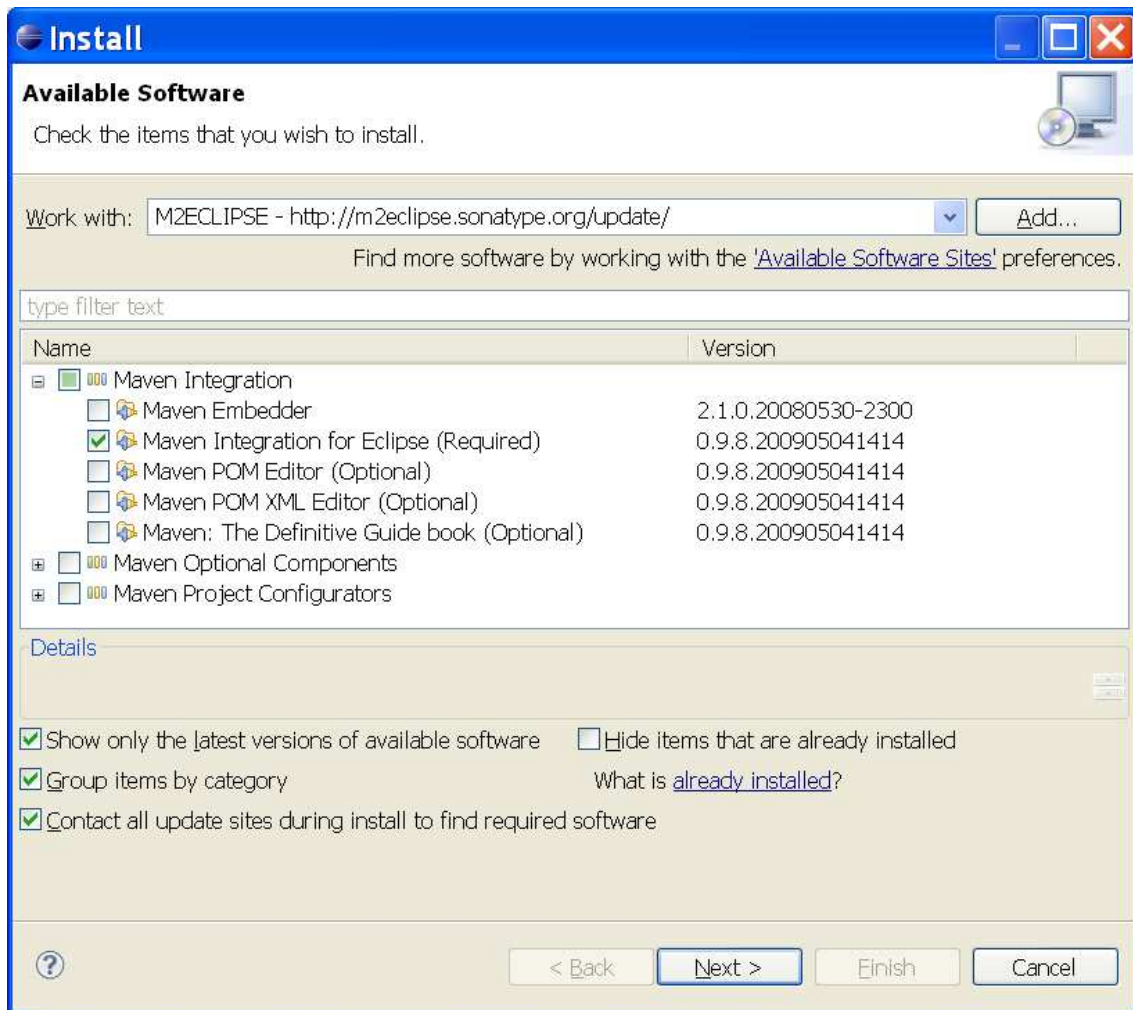 Install
Available Software
Check the items that you wish to install.
Work with: M2ECLIPSE - http://m2eclipse.sonatype.org/update/ Add...
Find more software by working with the 'Available Software Sites' preferences.
type filter text
Name Version
Maven Integration
Maven Embedder 2.1.0.20080530-2300
Maven Integration for Eclipse (Required) 0.9.8.200905041414
Maven POM Editor (Optional) 0.9.8.200905041414
Maven POM XML Editor (Optional) 0.9.8.200905041414
Maven: The Definitive Guide book (Optional) 0.9.8.200905041414
Maven Optional Components
Maven Project Configurators
Details
Show only the latest versions of available software Hide items that are already installed
Group items by category What is already installed?
Contact all update sites during install to find required software
< Back Next > Finish Cancel